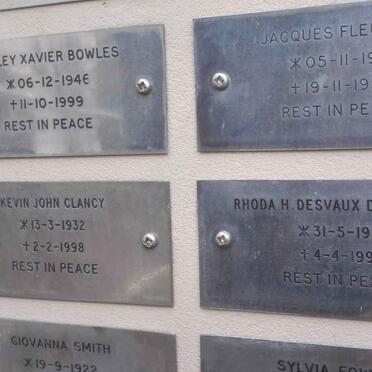 LEY XAVIER BOWLES
⚹06-12-1946
✝11-10-1999
REST IN PEACE
JACQUES FLE
⚹05-11-19
✝19-11-19
REST IN PE
KEVIN JOHN CLANCY
⚹13-3-1932
✝2-2-1998
REST IN PEACE
RHODA H. DESVAUX D
⚹31-5-19
✝4-4-199
REST IN PEA
GIOVANNA SMITH
⚹19-9-1922
SYLVIA